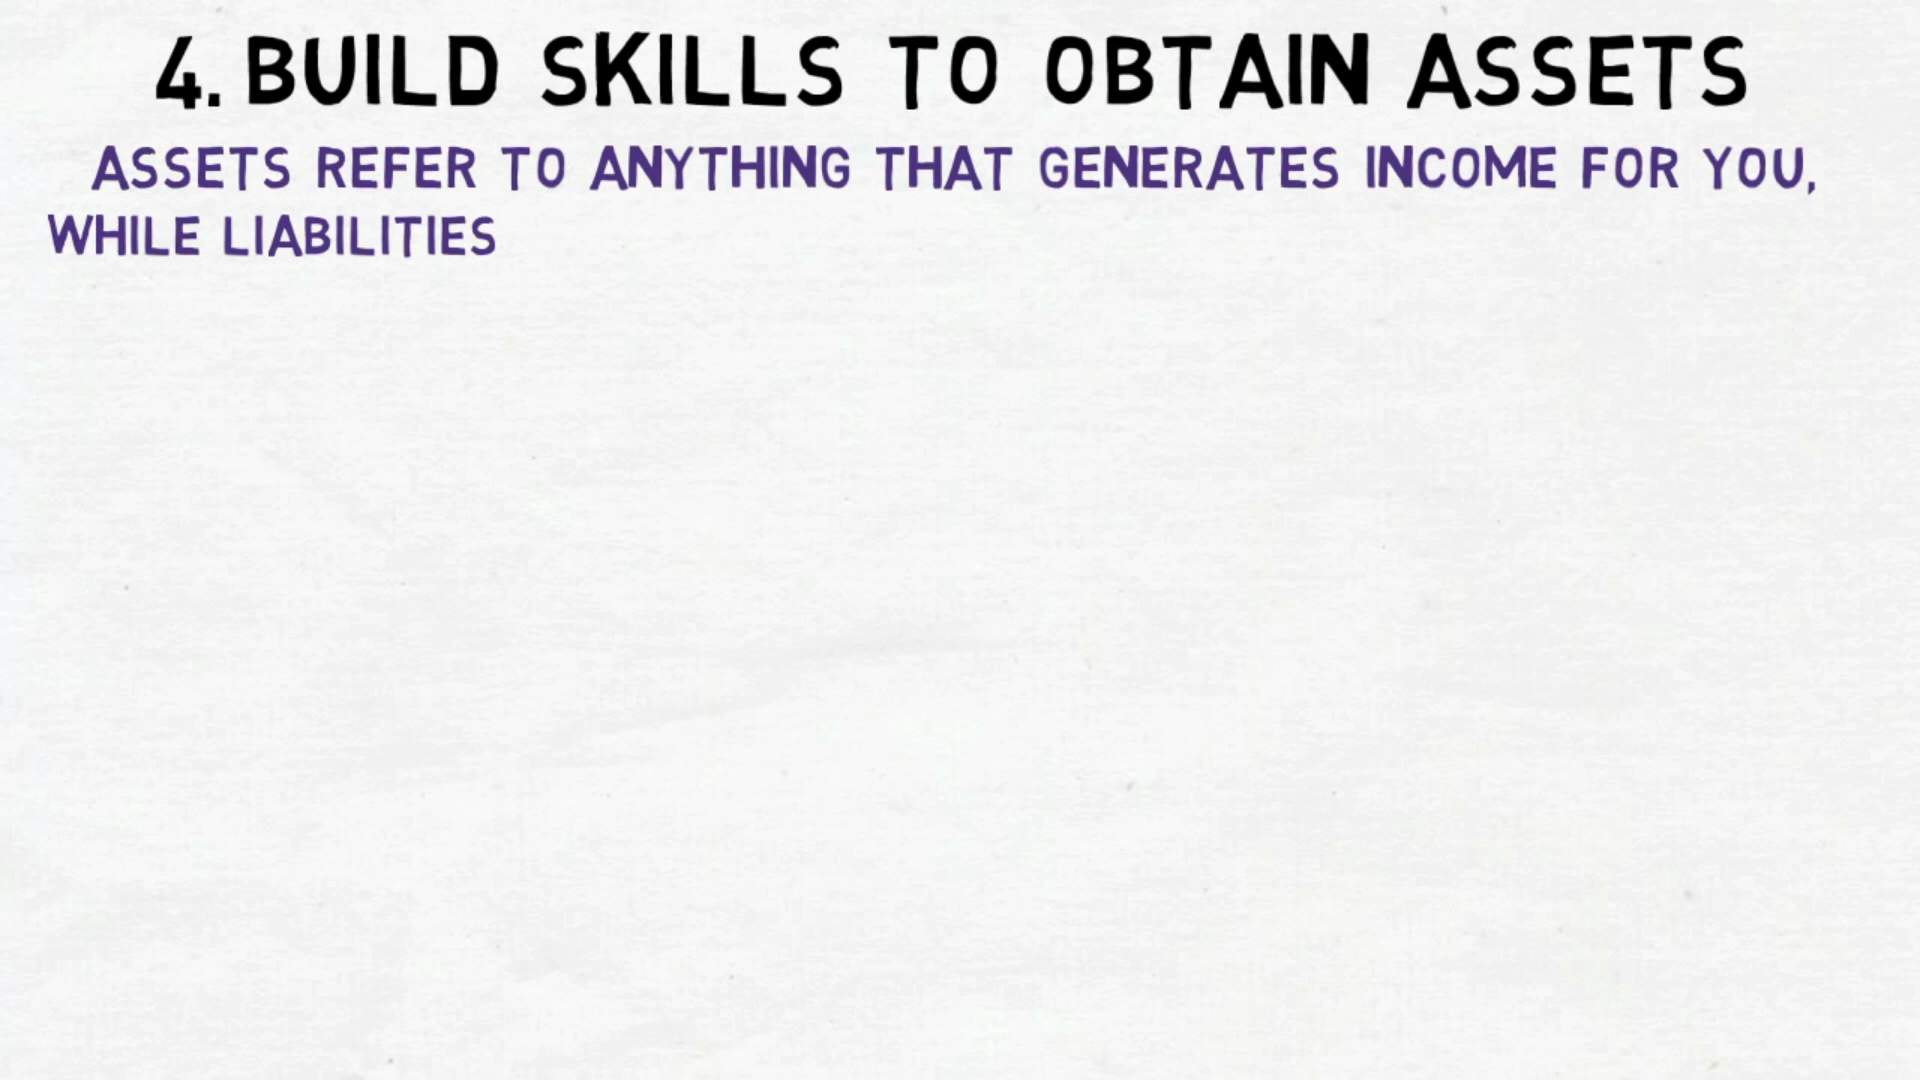 4. BUILD SKILLS TO OBTAIN ASSETS
ASSETS REFER TO ANYTHING THAT GENERATES INCOME FOR YOU,
WHILE LIABILITIES